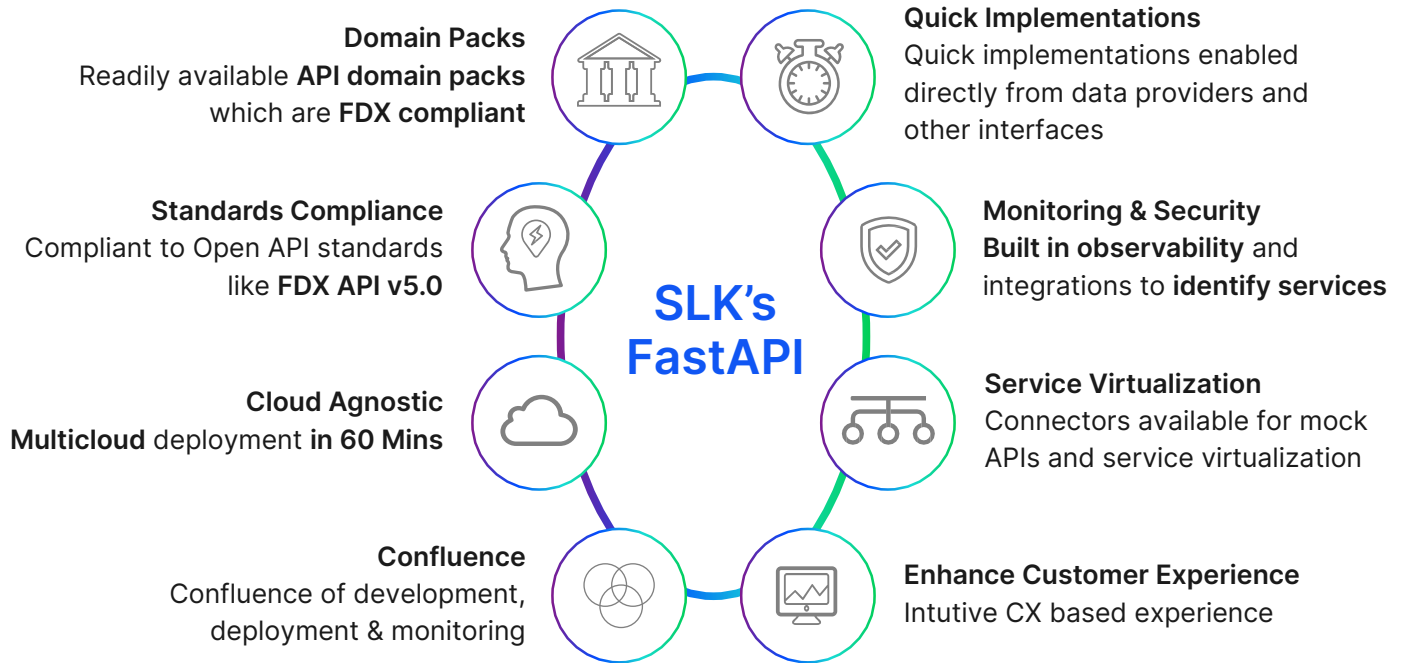 Domain Packs
Readily available API domain packs
which are FDX compliant
Quick Implementations
Quick implementations enabled
directly from data providers and
other interfaces
Standards Compliance
Compliant to Open API standards
like FDX API v5.0
Monitoring & Security
Built in observability and
integrations to identify services
SLK’s
FastAPI
Cloud Agnostic
Multicloud deployment in 60 Mins
Service Virtualization
Connectors available for mock
APIs and service virtualization
Confluence
Confluence of development,
deployment & monitoring
Enhance Customer Experience
Intutive CX based experience